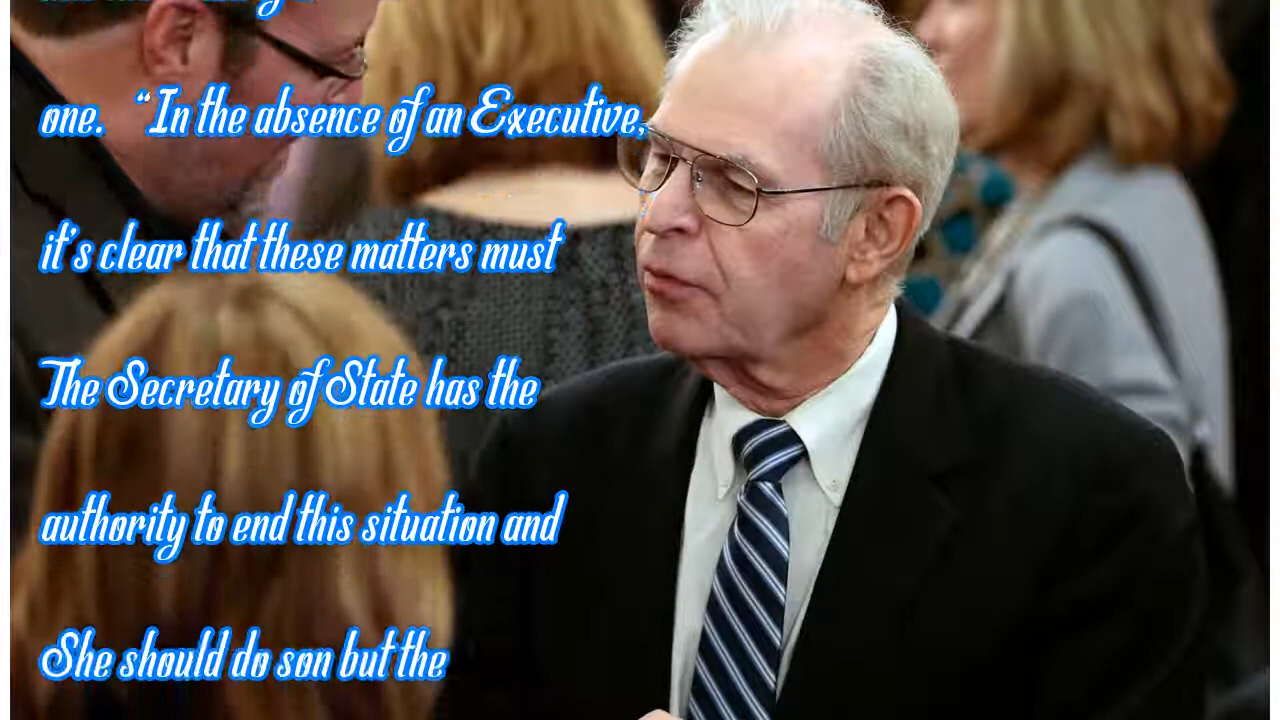 one. “In the absence of an Executive,
it's clear that these matters must
The Secretary of State has the
authority to end this situation and
She should do son but the